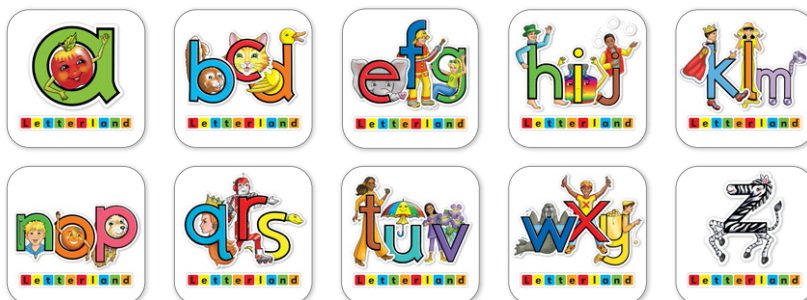 a
Letterland
bcd
Letterland
efg
Letterland
hij
Letterland
klm
Letterland
nop
Letterland
qrs
Letterland
tuv
Letterland
wxy
Letterland
z
Letterland